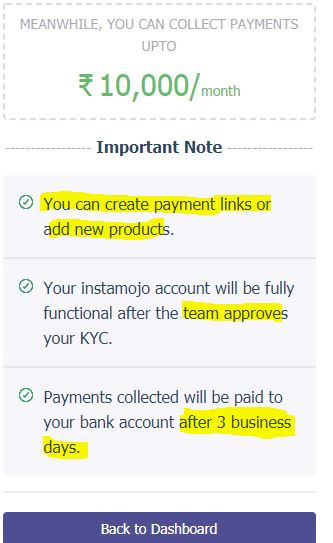 MEANWHILE, YOU CAN COLLECT PAYMENTS
UPTO
₹ 10,000/month
Important Note
You can create payment links or
add new products.
Your instamojo account will be fully
functional after the team approves
your KYC.
Payments collected will be paid to
your bank account after 3 business
days.
Back to Dashboard